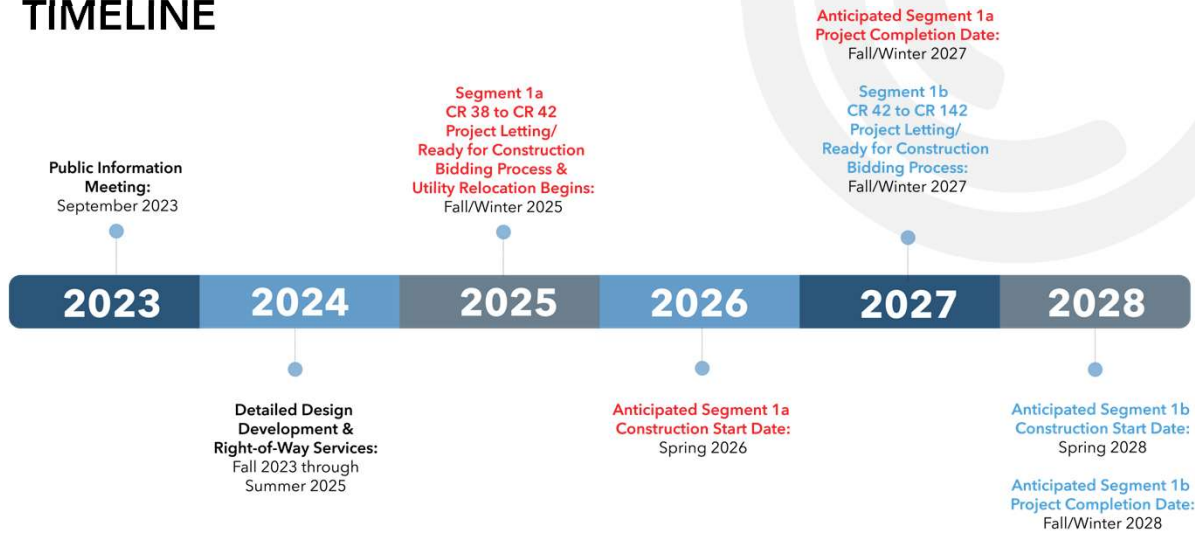 TIMELINE
Public Information
Meeting:
September 2023
Segment 1a
CR 38 to CR 42
Project Letting/
Ready for Construction
Bidding Process &
Utility Relocation Begins:
Fall/Winter 2025
Anticipated Segment 1a
Project Completion Date:
Fall/Winter 2027
Segment 1b
CR 42 to CR 142
Project Letting/
Ready for Construction
Bidding Process:
Fall/Winter 2027
2023
2024
2025
2026
2027
2028
Detailed Design
Development &
Right-of-Way Services:
Fall 2023 through
Summer 2025
Anticipated Segment 1a
Construction Start Date:
Spring 2026
Anticipated Segment 1b
Construction Start Date:
Spring 2028
Anticipated Segment 1b
Project Completion Date:
Fall/Winter 2028